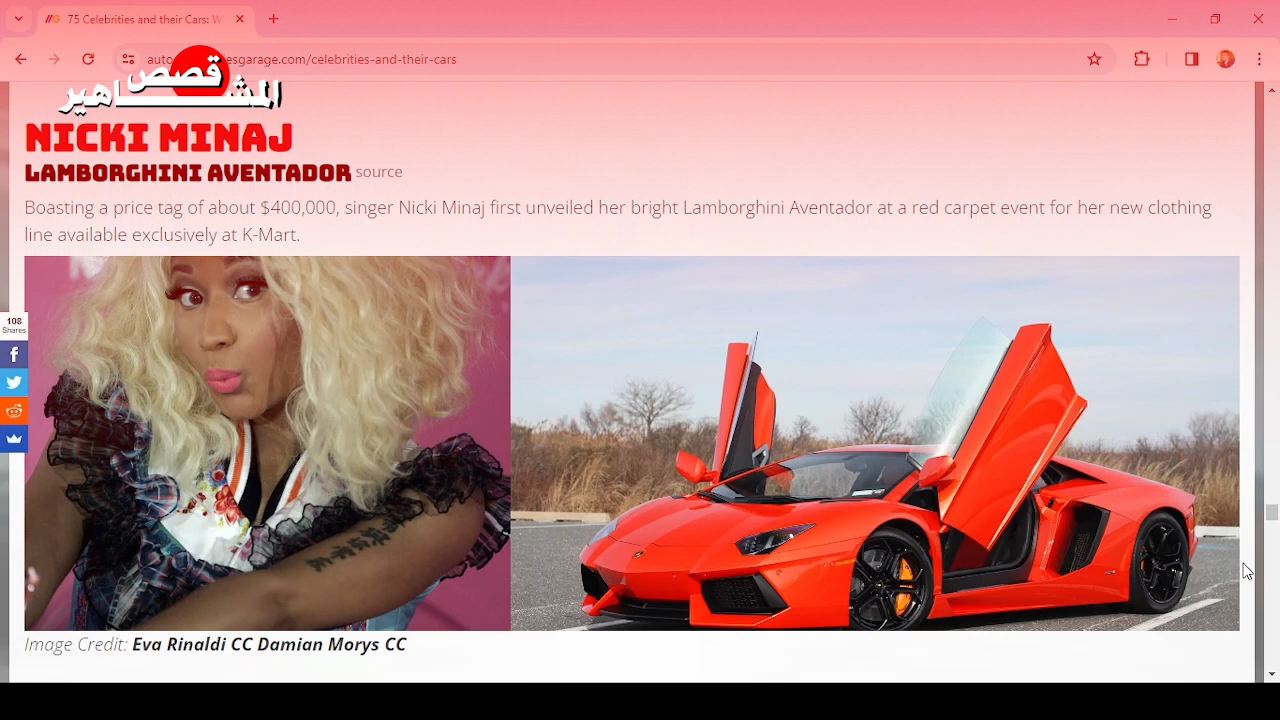 75 Celebrities and their Cars: W
auto esgarage.com/celebrities-and-their-cars
قصص
المشاهير
NICKI MINAJ
LAMBORGHINI AVENTADOR source
Boasting a price tag of about $400,000, singer Nicki Minaj first unveiled her bright Lamborghini Aventador at a red carpet event for her new clothing
line available exclusively at K-Mart.
108
Shares
Image Credit: Eva Rinaldi CC Damian Morys CC